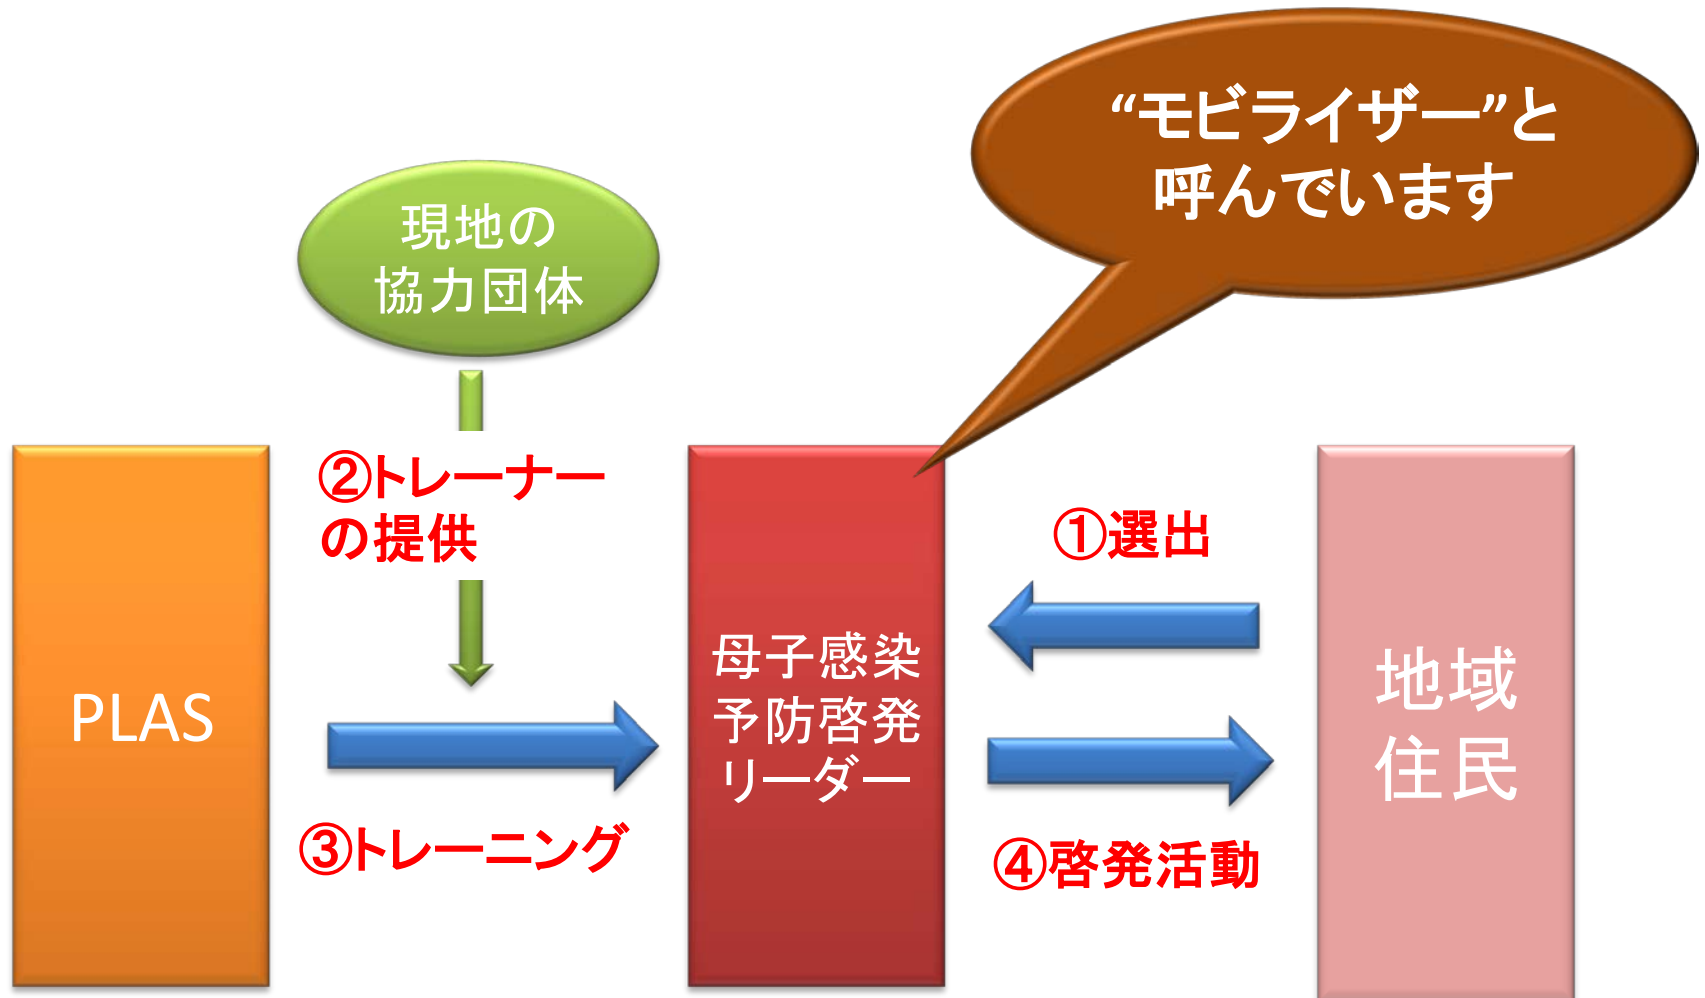 “モビライザー”と
呼んでいます
現地の
協力団体
②トレーナー
の提供
①選出
PLAS
母子感染
予防啓発
リーダー
地域
住民
③トレーニング
④啓発活動